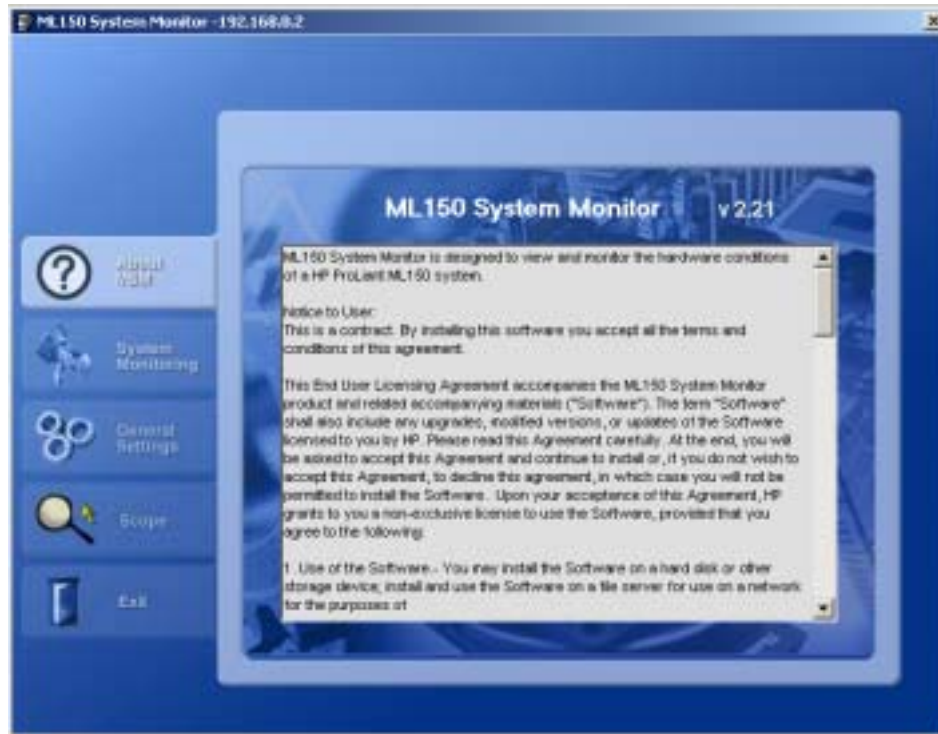 ML150 System Monitor -192.168.0.2
ML150 System Monitor v 2.21
About
System
Monitoring
General
Settings
Scope
Exit
ML150 System Monitor is designed to view and monitor the hardware conditions
of a HP ProLiant ML150 system.
Notice to User:
This is a contract. By installing this software you accept all the terms and
conditions of this agreement.
This End User Licensing Agreement accompanies the ML150 System Monitor
product and related accompanying materials ("Software"). The term "Software"
shall also include any upgrades, modified versions, or updates of the Software
licensed to you by HP. Please read this Agreement carefully. At the end, you will
be asked to accept this Agreement and continue to install or, if you do not wish to
accept this Agreement, to decline this agreement, in which case you will not be
permitted to install the Software. Upon your acceptance of this Agreement, HP
grants to you a non-exclusive license to use the Software, provided that you
agree to the following:
1. Use of the Software.- You may install the Software on a hard disk or other
storage device; install and use the Software on a file server for use on a network
for the purposes of